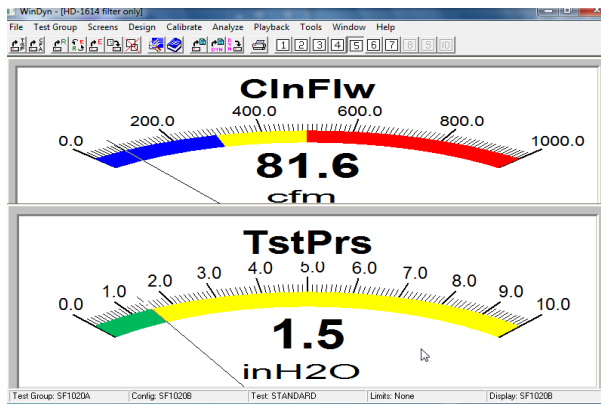 WinDyn - [HD-1614 filter only]
File Test Group Screens Design Calibrate Analyze Playback Tools Window Help
1 2 3 4 5 6 7 8 9 10
ClnFlw
0.0 200.0 400.0 600.0 800.0 1000.0
81.6
cfm
TstPrs
0.0 1.0 2.0 3.0 4.0 5.0 6.0 7.0 8.0 9.0 10.0
1.5
inH2O
Test Group: SF1020A Config: SF1020B Test: STANDARD Limits: None Display: SF1020B